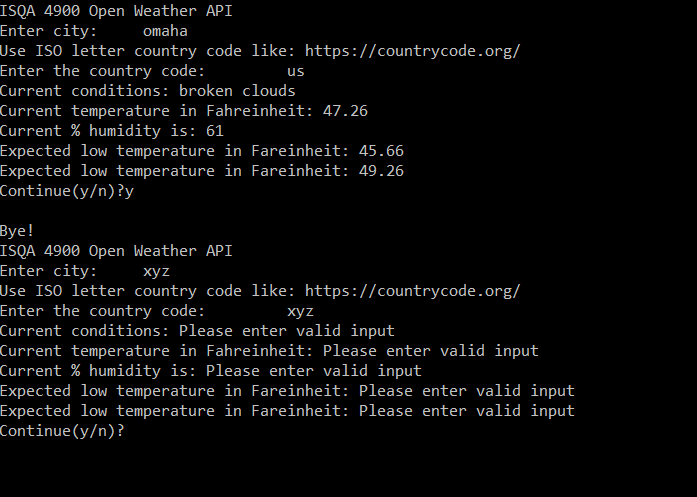 ISQA 4900 Open Weather API
Enter city:     omaha
Use ISO letter country code like: https://countrycode.org/
Enter the country code:         us
Current conditions: broken clouds
Current temperature in Fahreinheit: 47.26
Current % humidity is: 61
Expected low temperature in Fareinheit: 45.66
Expected low temperature in Fareinheit: 49.26
Continue(y/n)?y
Bye!
ISQA 4900 Open Weather API
Enter city:     xyz
Use ISO letter country code like: https://countrycode.org/
Enter the country code:         xyz
Current conditions: Please enter valid input
Current temperature in Fahreinheit: Please enter valid input
Current % humidity is: Please enter valid input
Expected low temperature in Fareinheit: Please enter valid input
Expected low temperature in Fareinheit: Please enter valid input
Continue(y/n)?